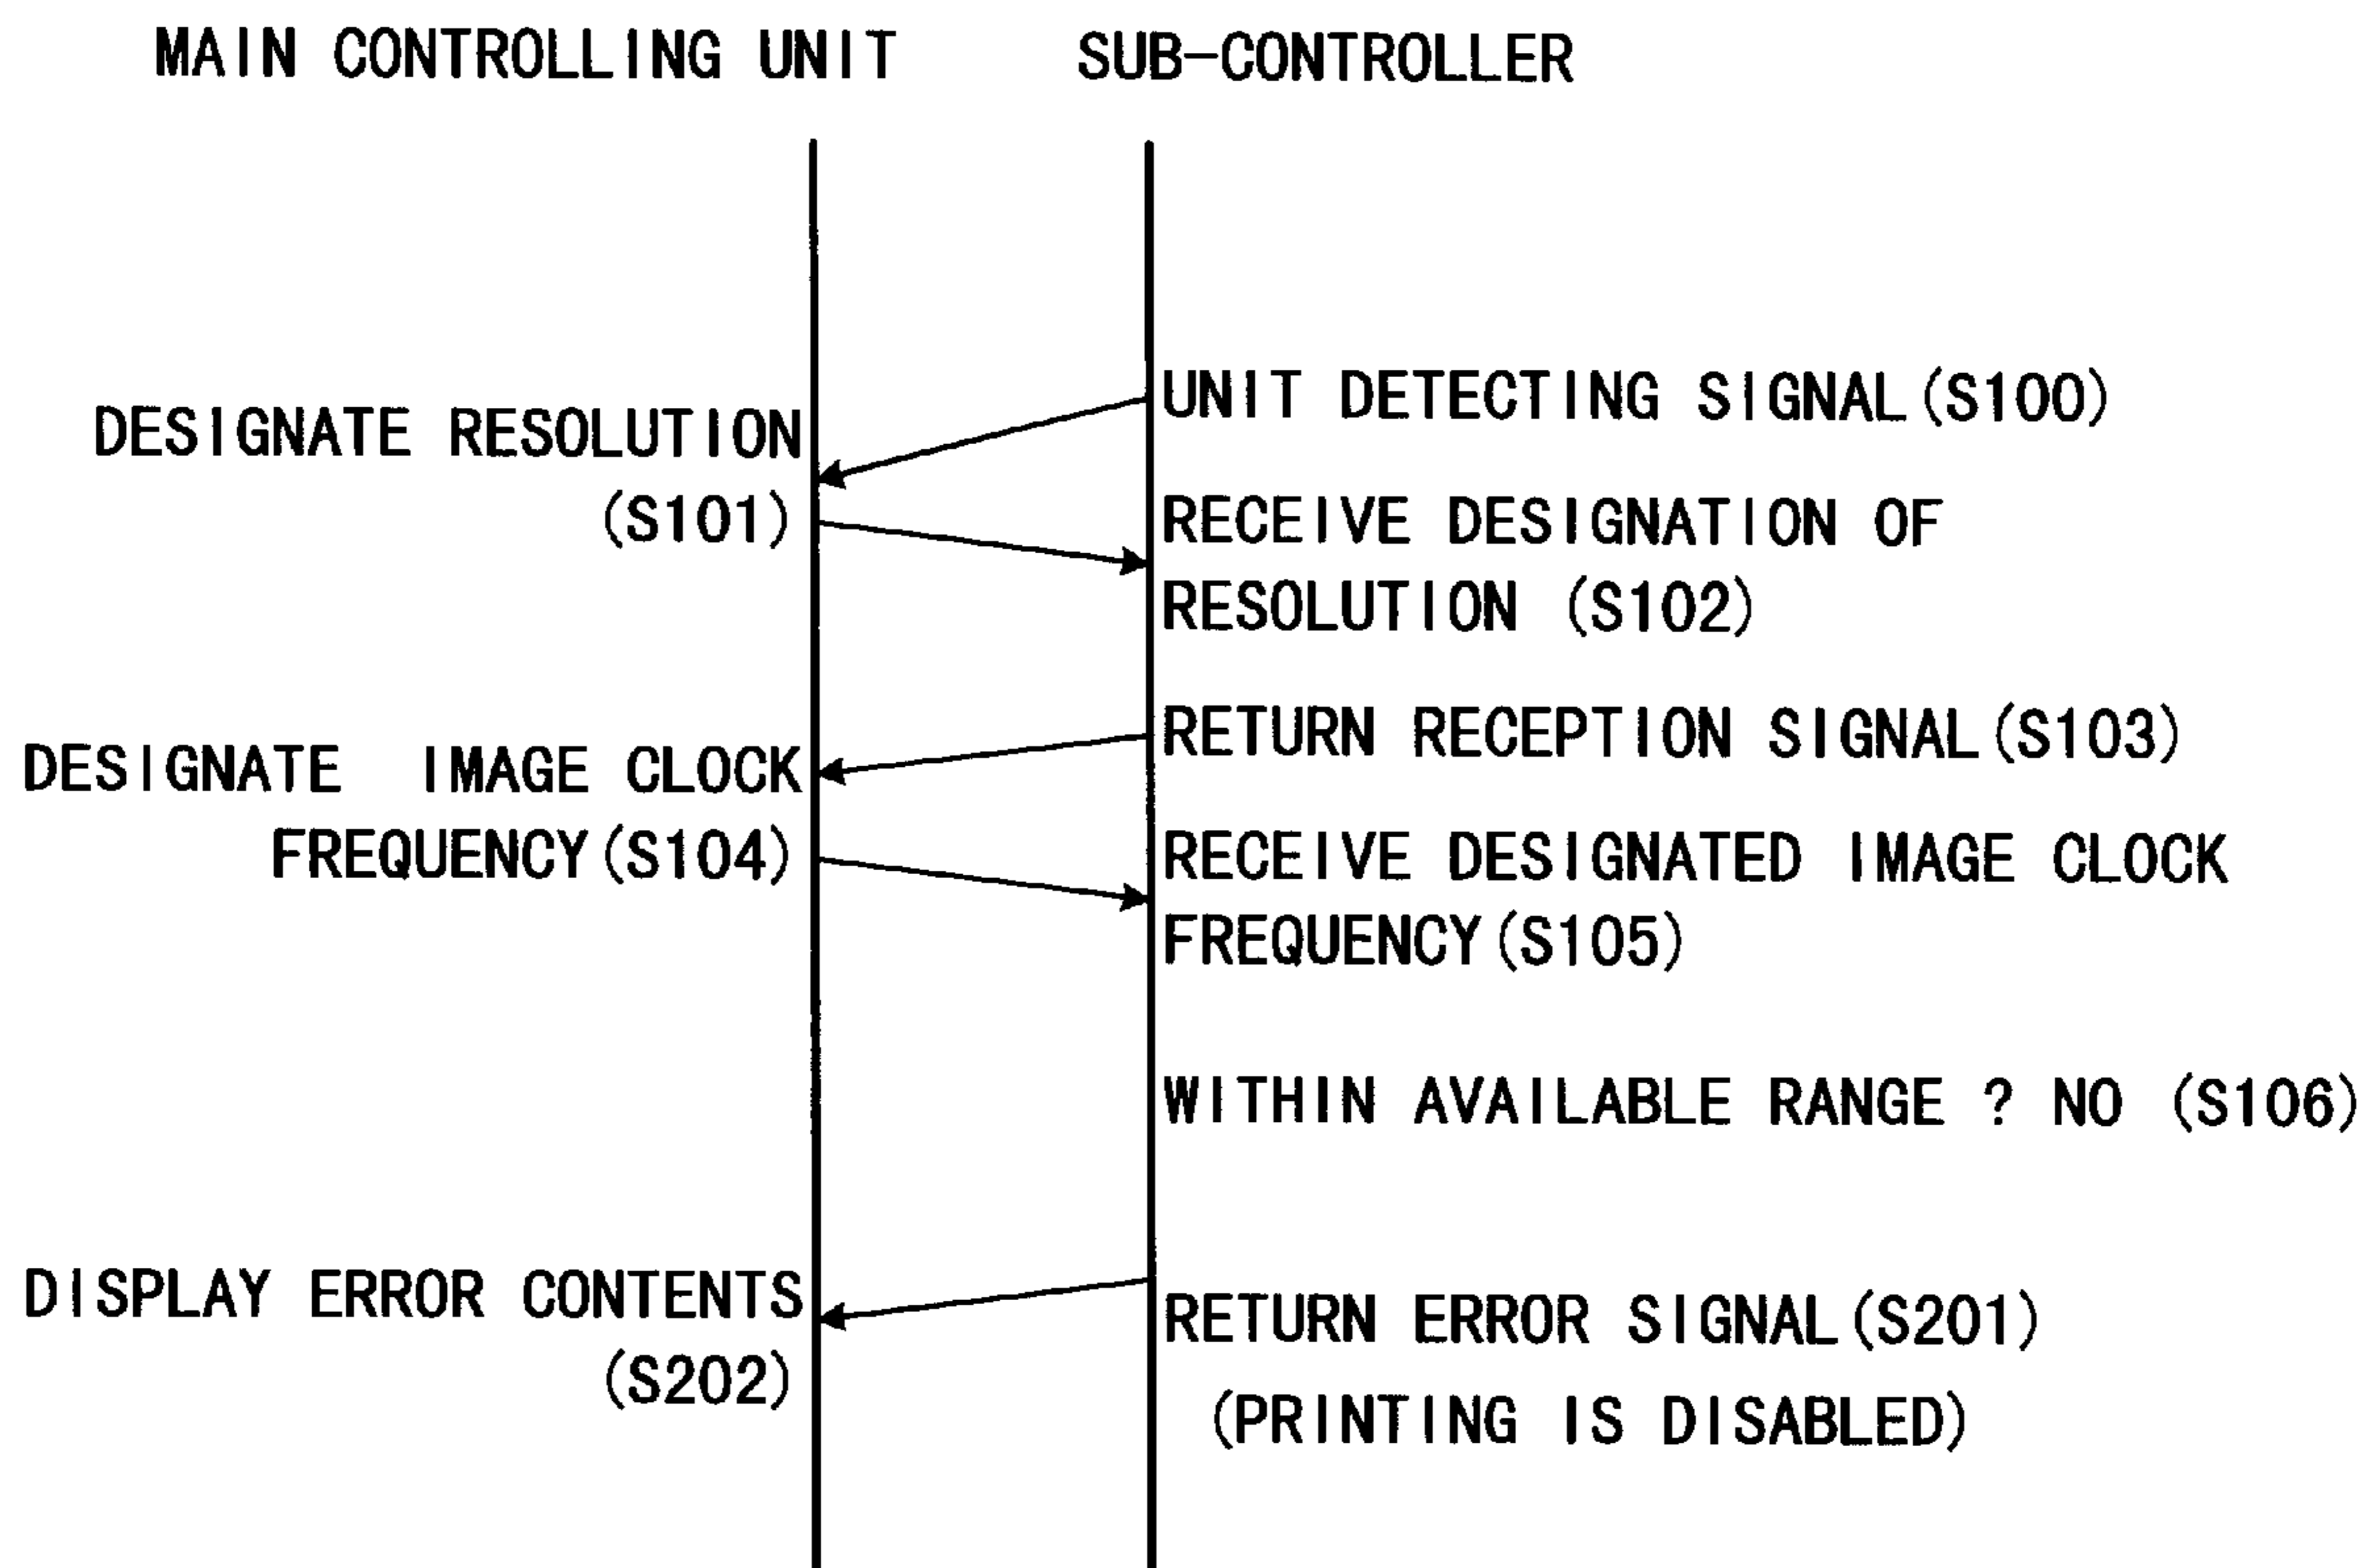 MAIN CONTROLLING UNIT
SUB-CONTROLLER
UNIT DETECTING SIGNAL(S100)
DESIGNATE RESOLUTION
(S101)
RECEIVE DESIGNATION OF
RESOLUTION (S102)
RETURN RECEPTION SIGNAL(S103)
DESIGNATE IMAGE CLOCK
FREQUENCY(S104)
RECEIVE DESIGNATED IMAGE CLOCK
FREQUENCY(S105)
WITHIN AVAILABLE RANGE ? NO (S106)
RETURN ERROR SIGNAL(S201)
(PRINTING IS DISABLED)
DISPLAY ERROR CONTENTS
(S202)